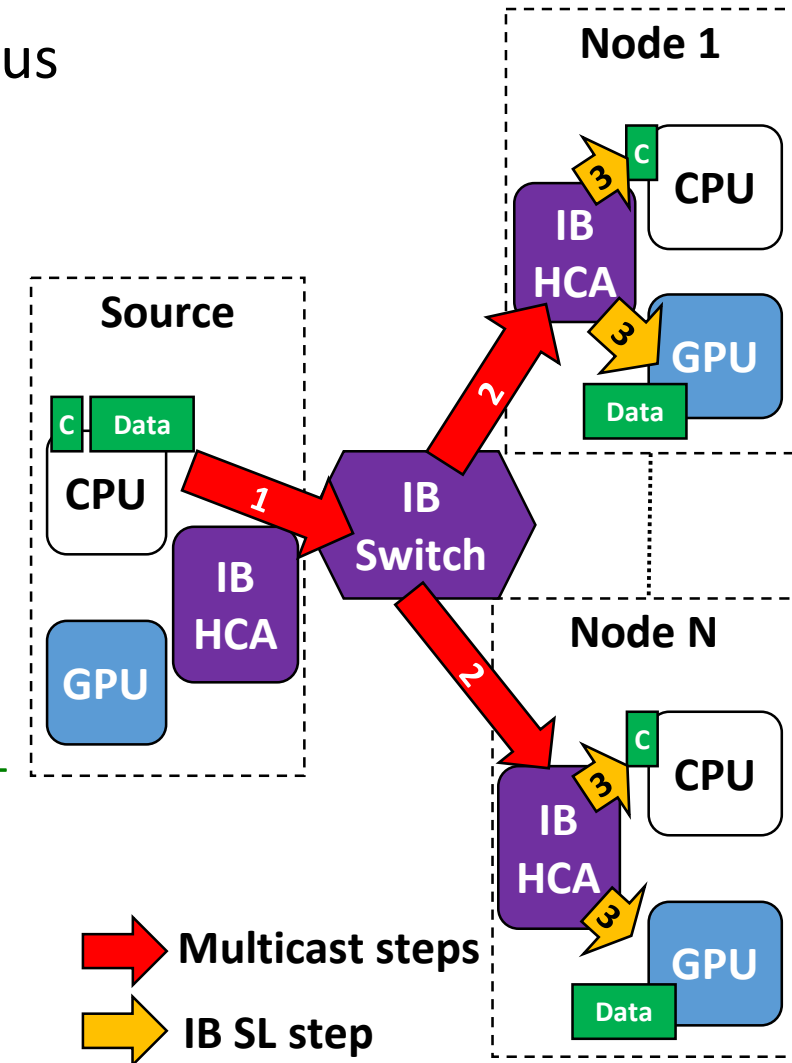 us
Node 1
C
CPU
3
IB
HCA
3
GPU
Data
2
Source
C
Data
CPU
1
IB
Switch
IB
HCA
GPU
2
Node N
C
CPU
3
IB
HCA
3
GPU
Data
Multicast steps
IB SL step